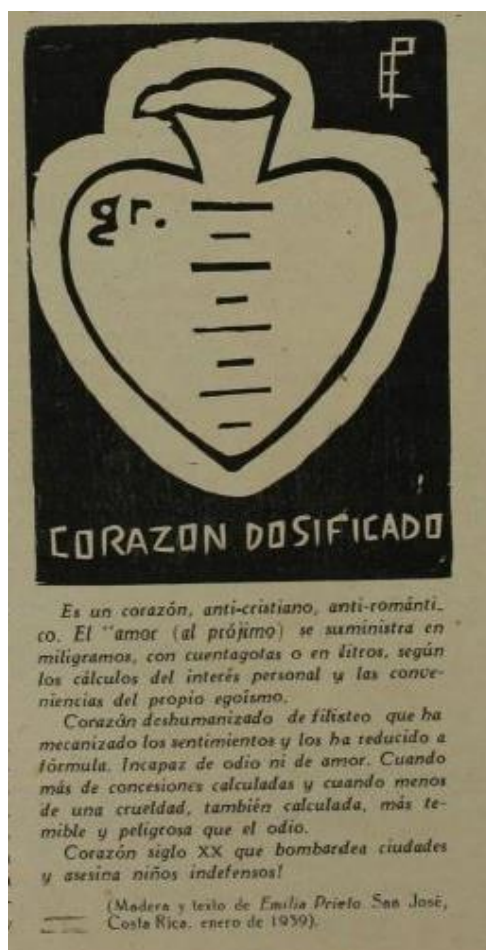 EP
gr.
CORAZON DOSIFICADO
Es un corazón, anti-cristiano, anti-románti-
co. El "amor (al prójimo) se suministra en
miligramos, con cuentagotas o en litros, según
los cálculos del interés personal y las conve-
niencias del propio egoísmo.
Corazón deshumanizado de filisteo que ha
mecanizado los sentimientos y los ha reducido a
fórmula. Incapaz de odio ni de amor. Cuando
más de concesiones calculadas y cuando menos
de una crueldad, también calculada, más te-
mible y peligrosa que el odio.
Corazón siglo XX que bombardea ciudades
y asesina niños indefensos!
(Madera y texto de Emilia Prieto San José,
Costa Rica. enero de 1939).